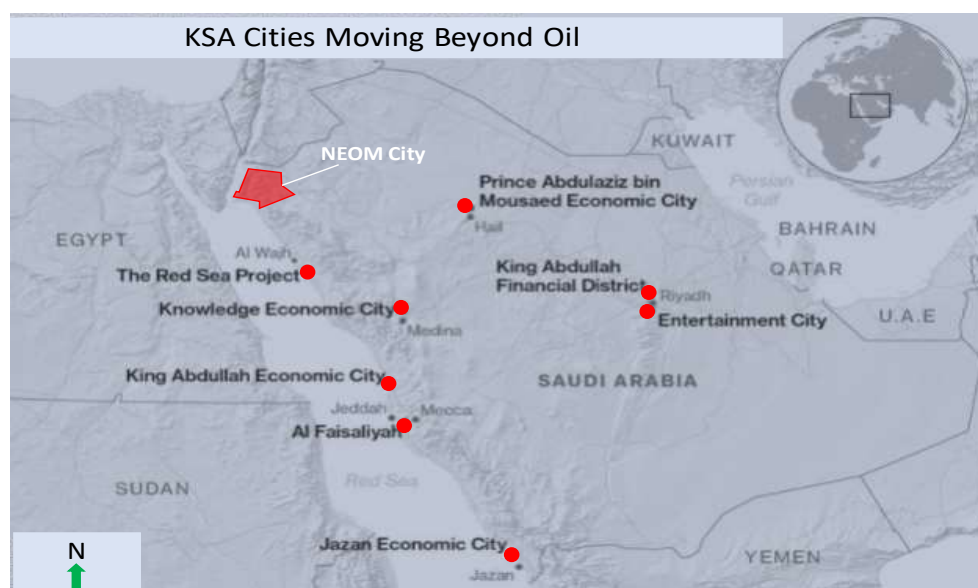 KSA Cities Moving Beyond Oil
KUWAIT
NEOM City
Persian
Gulf
Prince Abdulaziz bin
Mousaed Economic City
Hail
BAHRAIN
EGYPT
Al Wajh
The Red Sea Project
King Abdullah
Financial District
QATAR
Riyadh
Knowledge Economic City
Medina
Entertainment City
U.A.E
King Abdullah Economic City
SAUDI ARABIA
Jeddah
Mecca
Al Faisaliyah
Red Sea
SUDAN
Jazan Economic City
Jazan
YEMEN
N